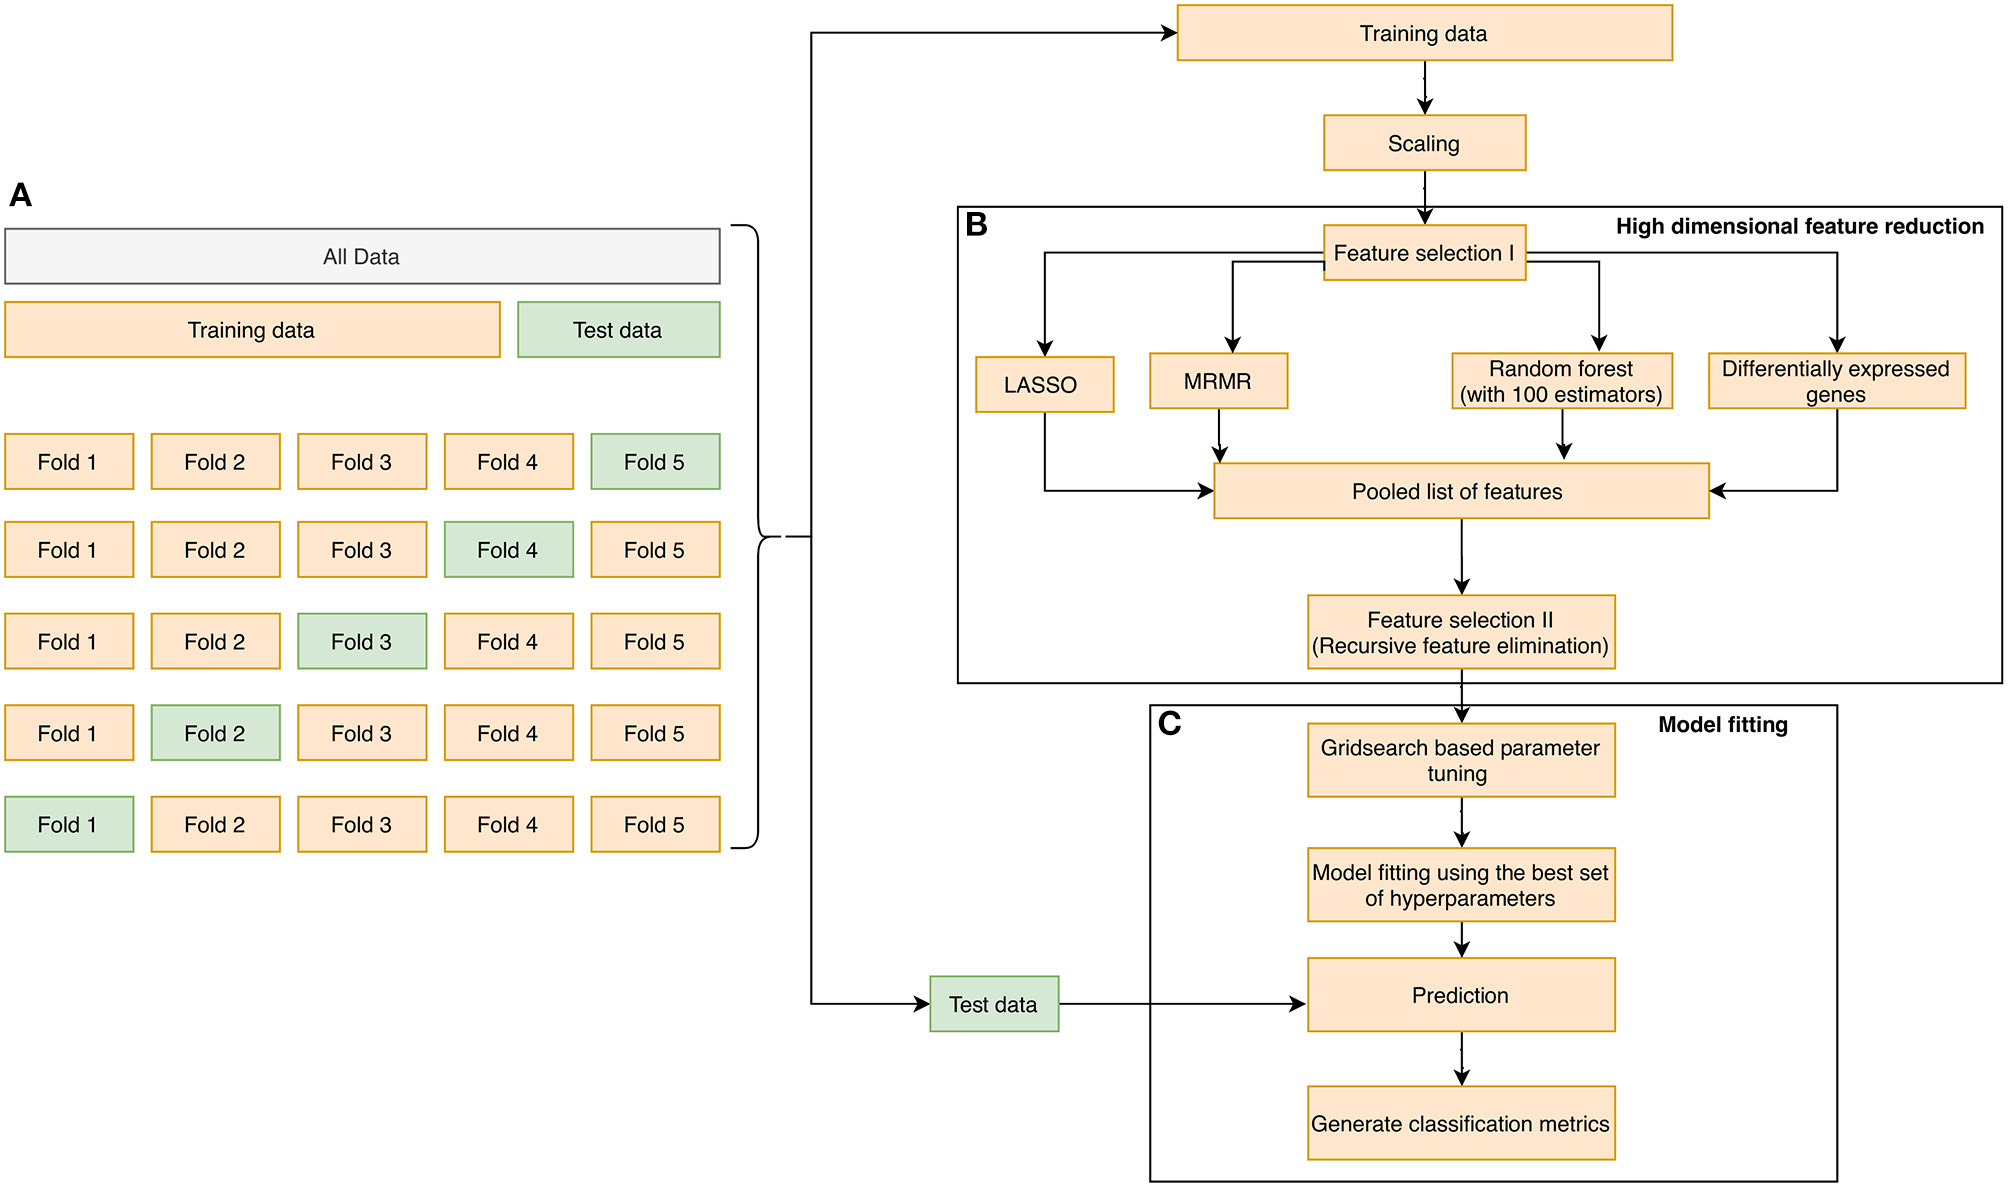 A
All Data
Training data
Test data
Fold 1
Fold 2
Fold 3
Fold 4
Fold 5
Fold 1
Fold 2
Fold 3
Fold 4
Fold 5
Fold 1
Fold 2
Fold 3
Fold 4
Fold 5
Fold 1
Fold 2
Fold 3
Fold 4
Fold 5
Fold 1
Fold 2
Fold 3
Fold 4
Fold 5
Training data
Scaling
B
High dimensional feature reduction
Feature selection I
LASSO
MRMR
Random forest
(with 100 estimators)
Differentially expressed
genes
Pooled list of features
Feature selection II
(Recursive feature elimination)
C
Model fitting
Gridsearch based parameter
tuning
Model fitting using the best set
of hyperparameters
Test data
Prediction
Generate classification metrics